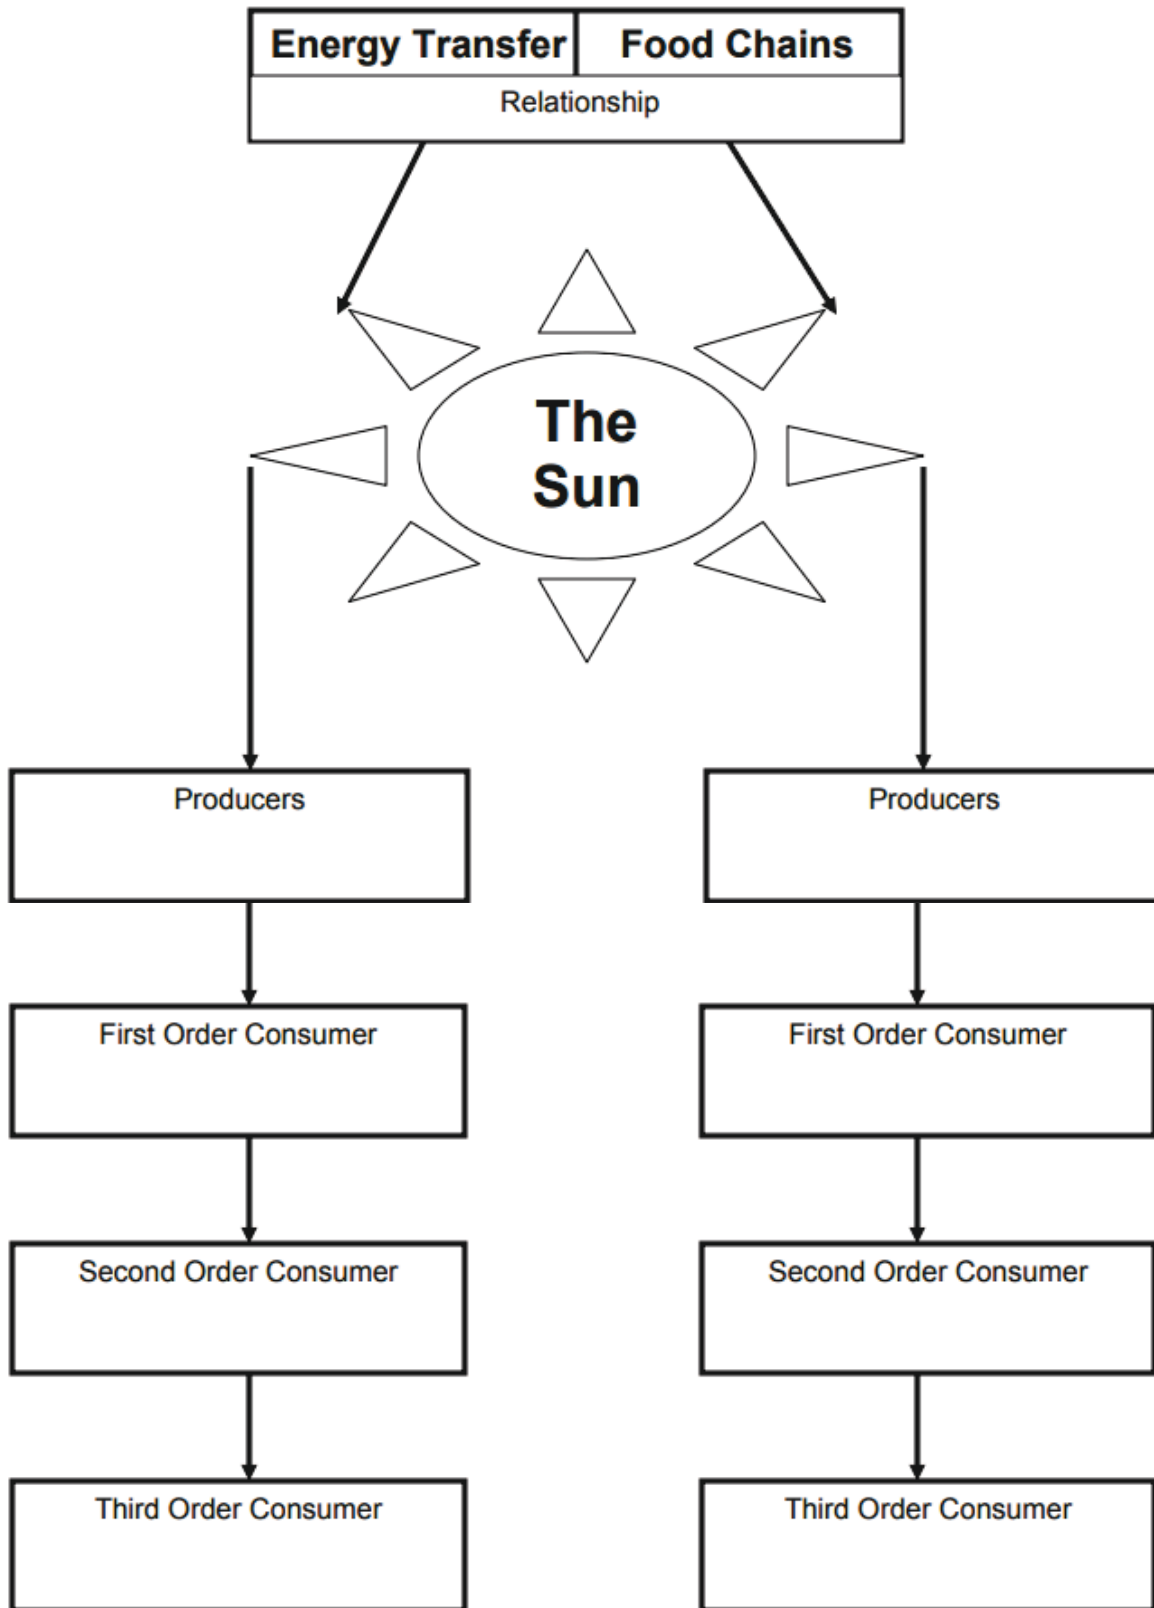 Energy Transfer
Food Chains
Relationship
The
Sun
Producers
Producers
First Order Consumer
First Order Consumer
Second Order Consumer
Second Order Consumer
Third Order Consumer
Third Order Consumer